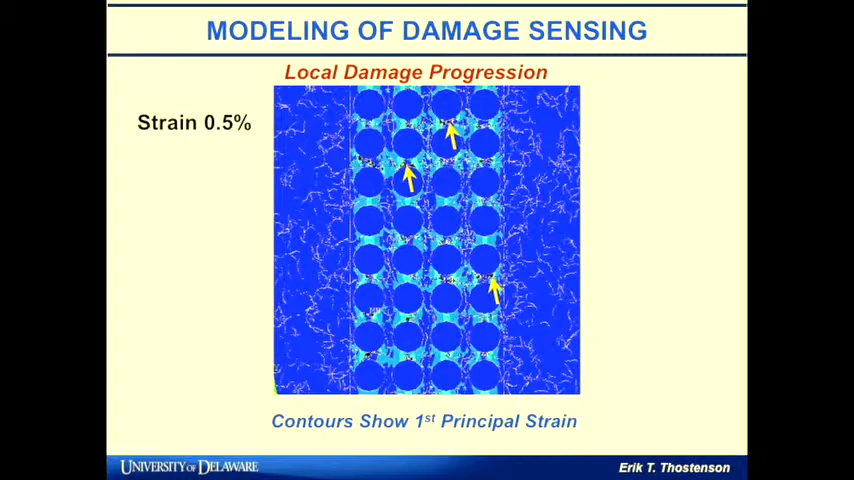 MODELING OF DAMAGE SENSING
Local Damage Progression
Strain 0.5%
Contours Show 1st Principal Strain
UNIVERSITY OF DELAWARE
Erik T. Thostenson